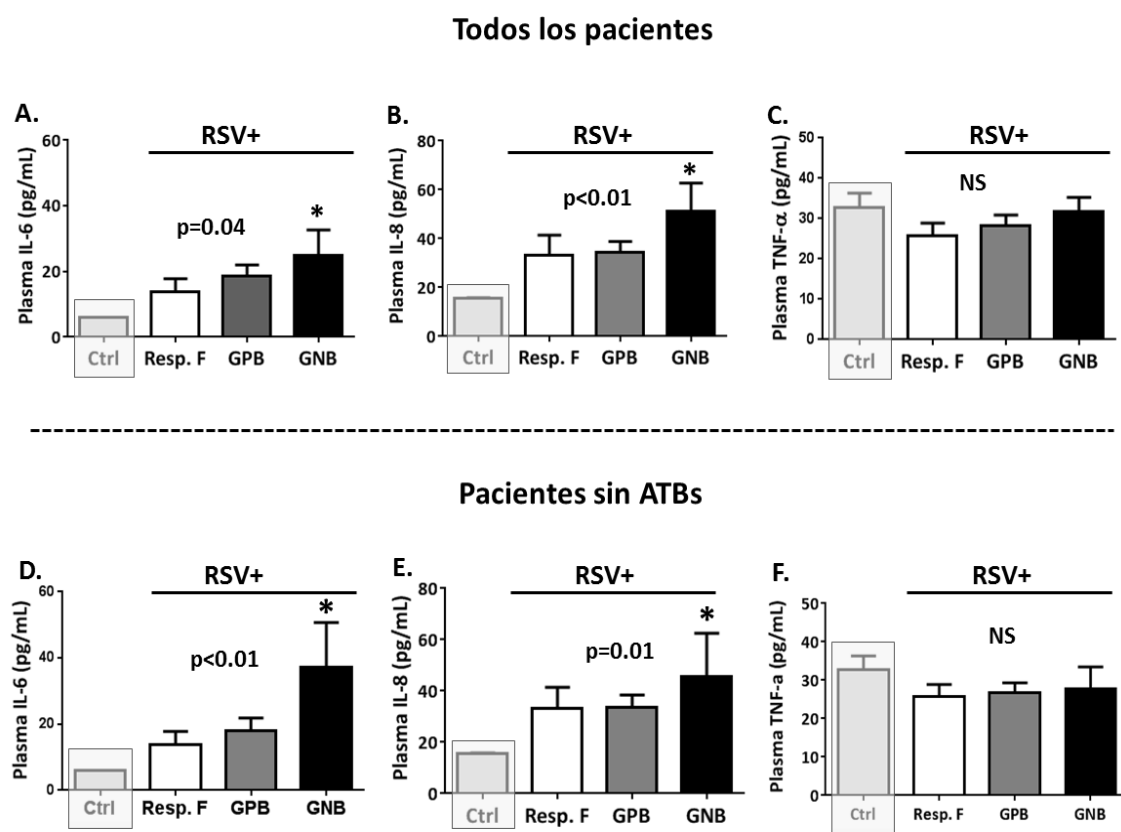 Todos los pacientes
A.
RSV+
Plasma IL-6 (pg/mL)
60
40
20
0
p=0.04
*
Ctrl Resp. F GPB GNB
B.
RSV+
Plasma IL-8 (pg/mL)
80
60
40
20
0
p<0.01
*
Ctrl Resp. F GPB GNB
C.
RSV+
Plasma TNF-α (pg/mL)
50
40
30
20
10
0
NS
Ctrl Resp. F GPB GNB
Pacientes sin ATBs
D.
RSV+
Plasma IL-6 (pg/mL)
60
40
20
0
p<0.01
*
Ctrl Resp. F GPB GNB
E.
RSV+
Plasma IL-8 (pg/mL)
80
60
40
20
0
p=0.01
*
Ctrl Resp. F GPB GNB
F.
RSV+
Plasma TNF-a (pg/mL)
50
40
30
20
10
0
NS
Ctrl Resp. F GPB GNB